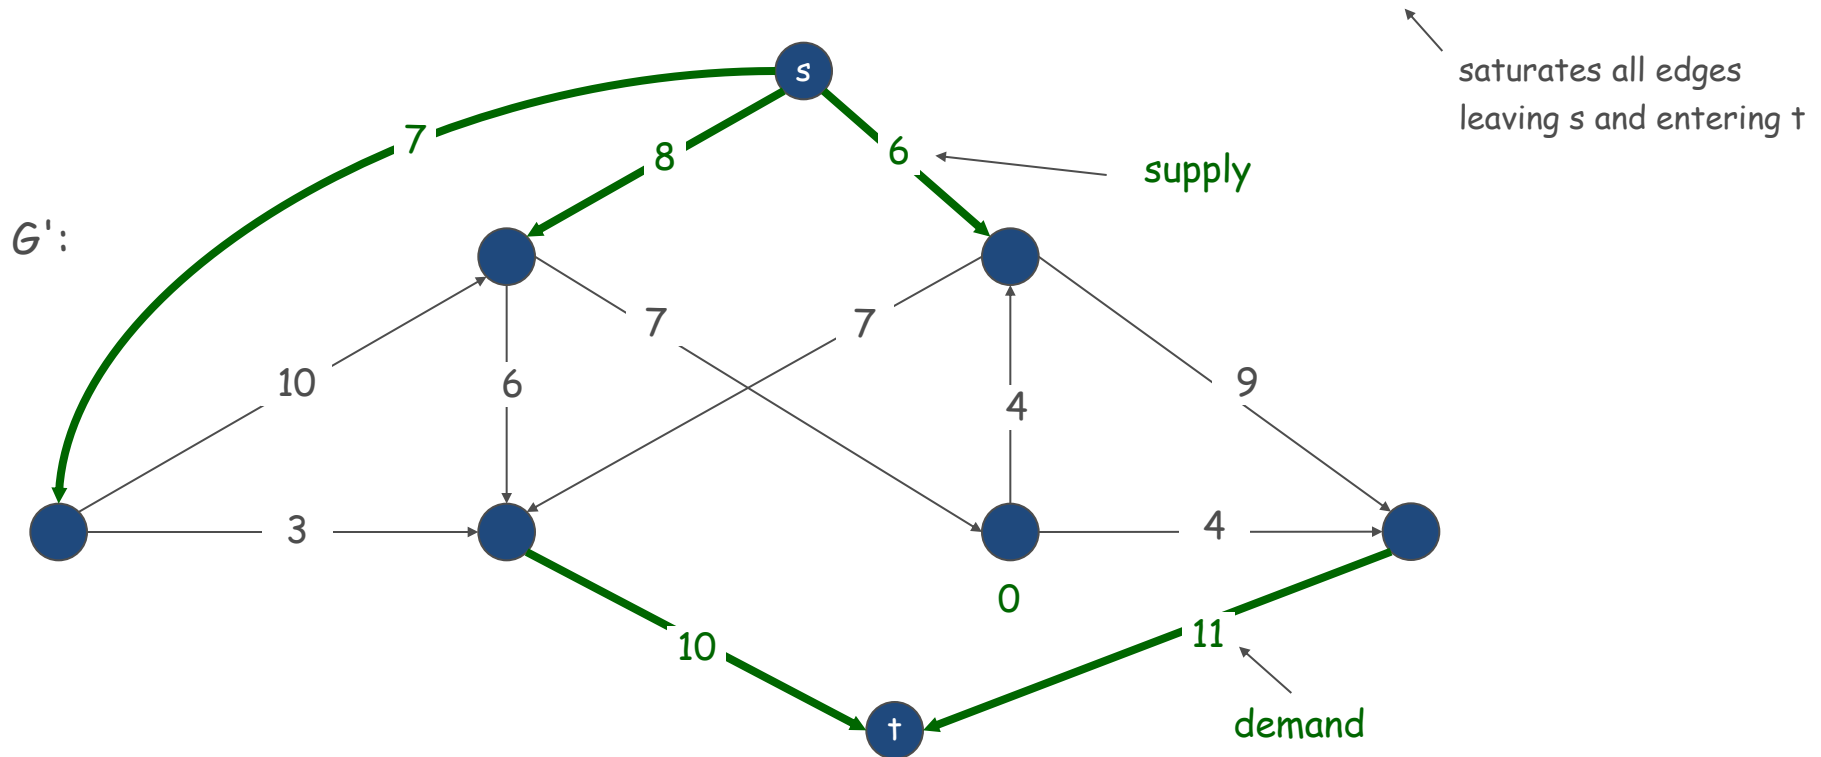 s
saturates all edges
leaving s and entering t
7
8
6
supply
G':
7
7
10
6
4
9
3
4
0
10
11
demand
t